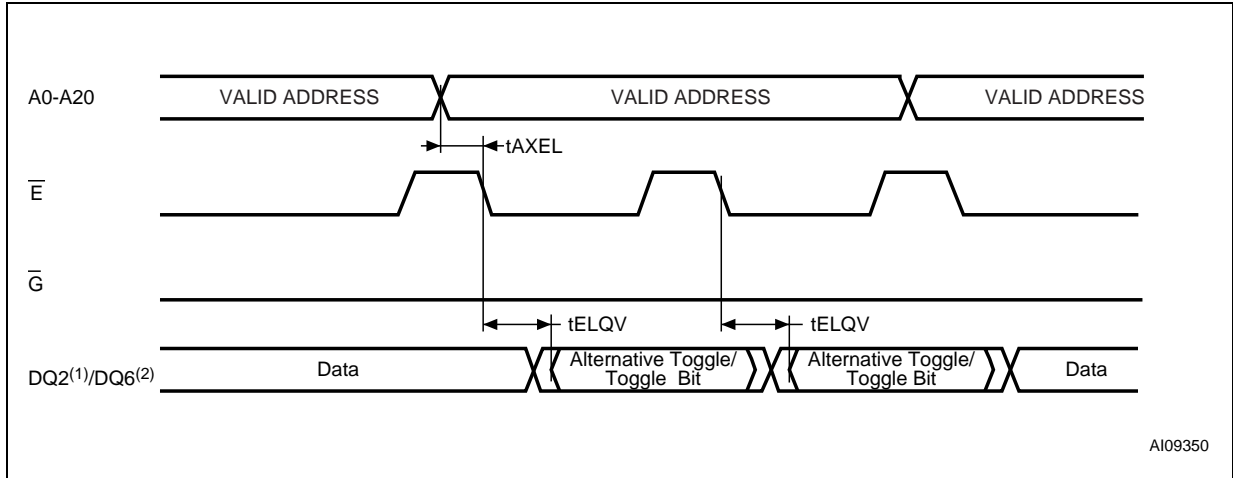 A0-A20
VALID ADDRESS
VALID ADDRESS
VALID ADDRESS
tAXEL
E̅
G̅
tELQV
tELQV
DQ2(1)/DQ6(2)
Data
Alternative Toggle/
Toggle Bit
Alternative Toggle/
Toggle Bit
Data
AI09350